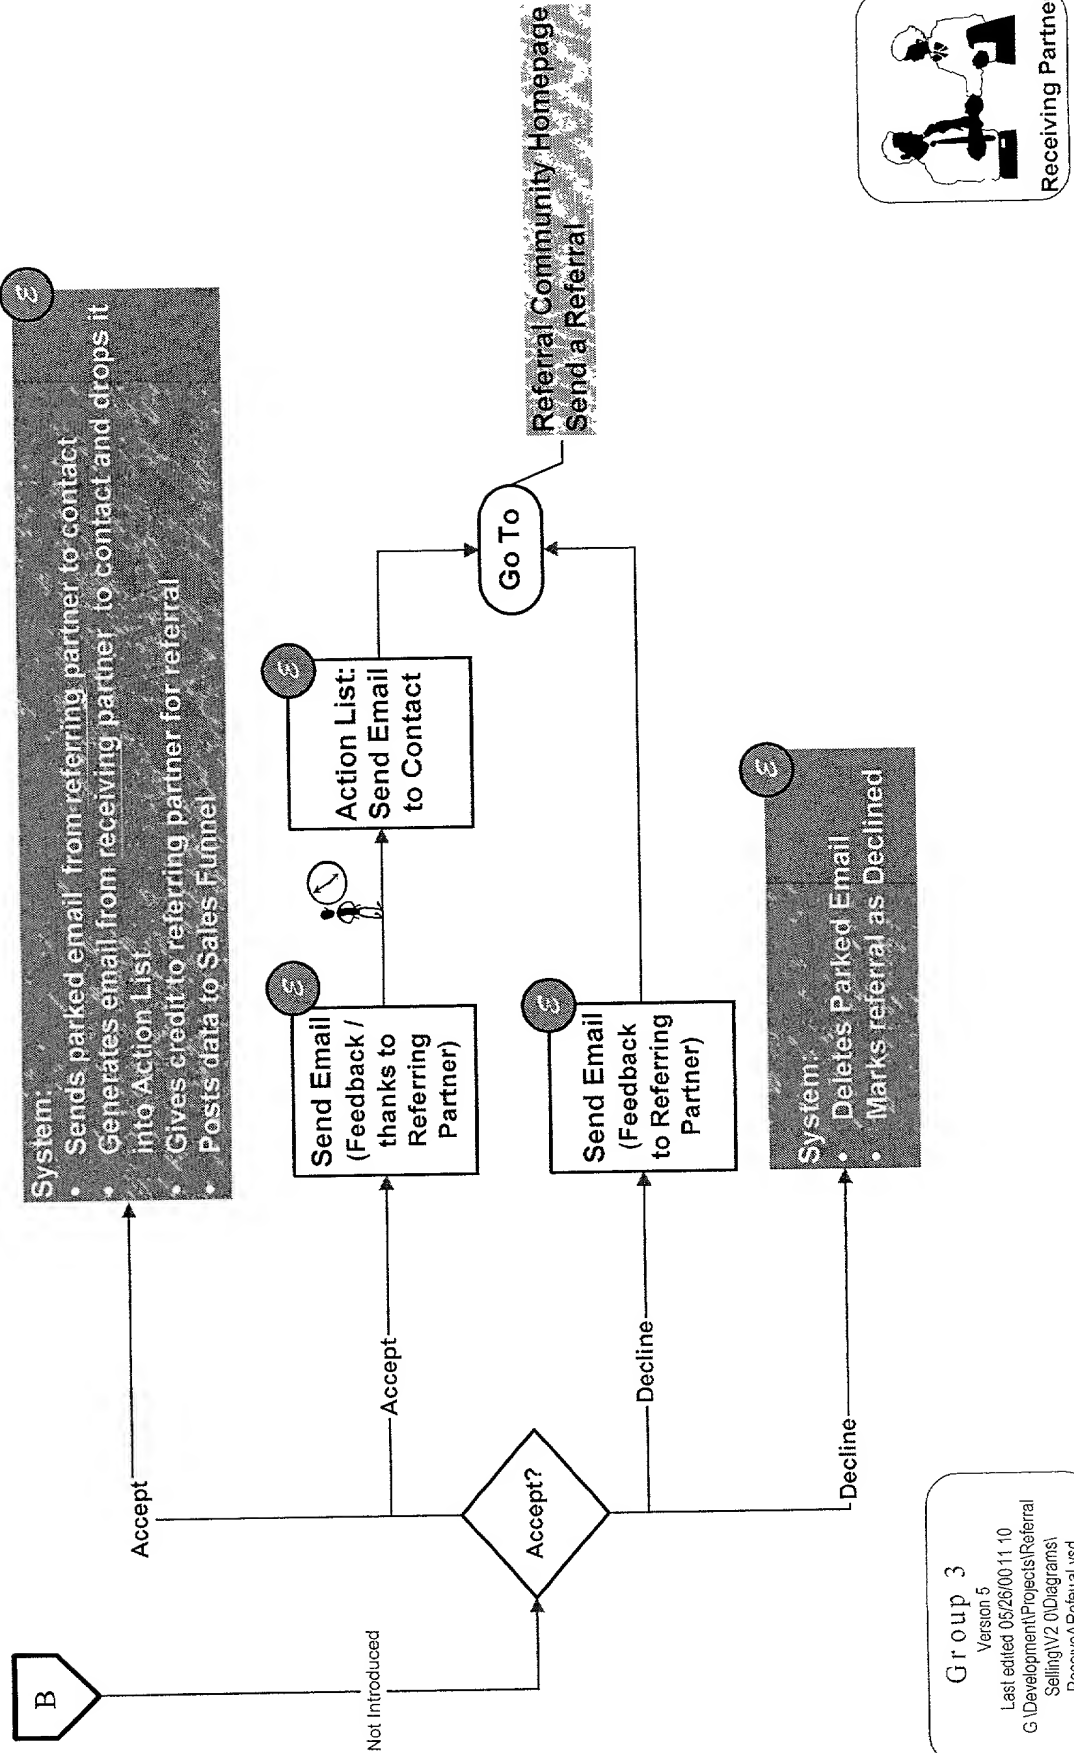 B
Not Introduced
Accept?
Accept
Accept
Decline
Decline
System:
• Sends parked email from referring partner to contact
• Generates email from receiving partner to contact and drops it
into Action List
• Gives credit to referring partner for referral
• Posts data to Sales Funnel
ε
Send Email
(Feedback /
thanks to
Referring
Partner)
ε
Action List:
Send Email
to Contact
ε
Send Email
(Feedback
to Referring
Partner)
ε
System:
• Deletes Parked Email
• Marks referral as Declined
ε
Go To
Referral Community Homepage
Send a Referral
Group 3
Version 5
Last edited 05/26/00 11 10
G \Development\Projects\Referral
Selling\V2 0\Diagrams\
Receiving Partne